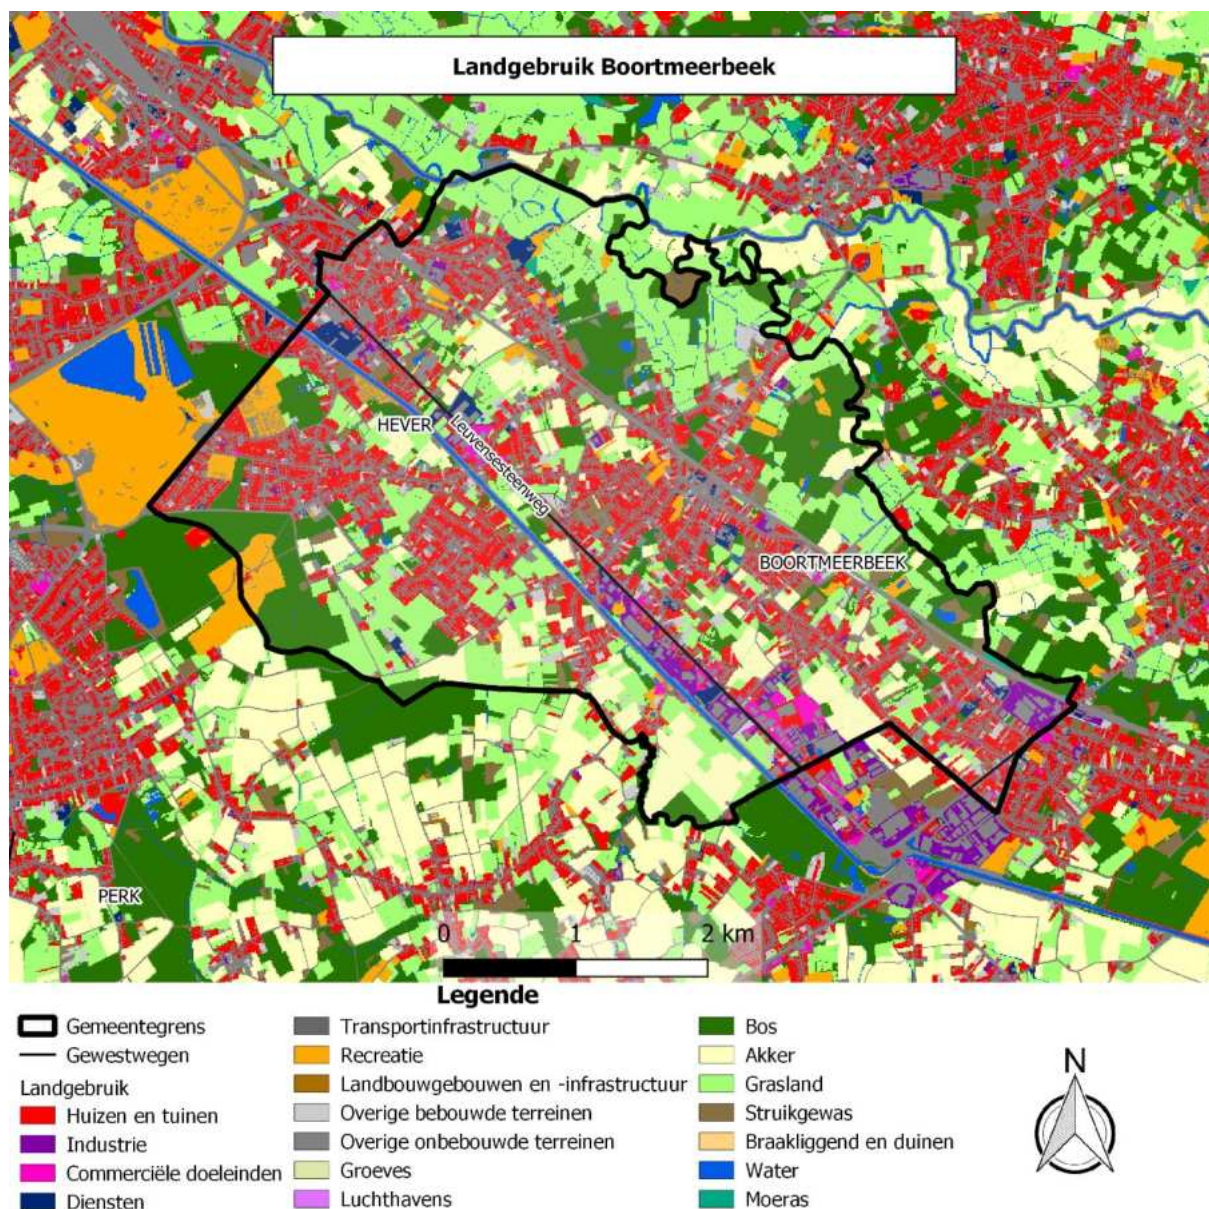 Landgebruik Boortmeerbeek
HEVER
Leuvensesteenweg
BOORTMEERBEEK
PERK
0 1 2 km
Legende
Gemeentegrens
Gewestwegen
Landgebruik
Huizen en tuinen
Industrie
Commerciële doeleinden
Diensten
Transportinfrastructuur
Recreatie
Landbouwgebouwen en -infrastructuur
Overige bebouwde terreinen
Overige onbebouwde terreinen
Groeves
Luchthavens
Bos
Akker
Grasland
Struikgewas
Braakliggend en duinen
Water
Moeras
N